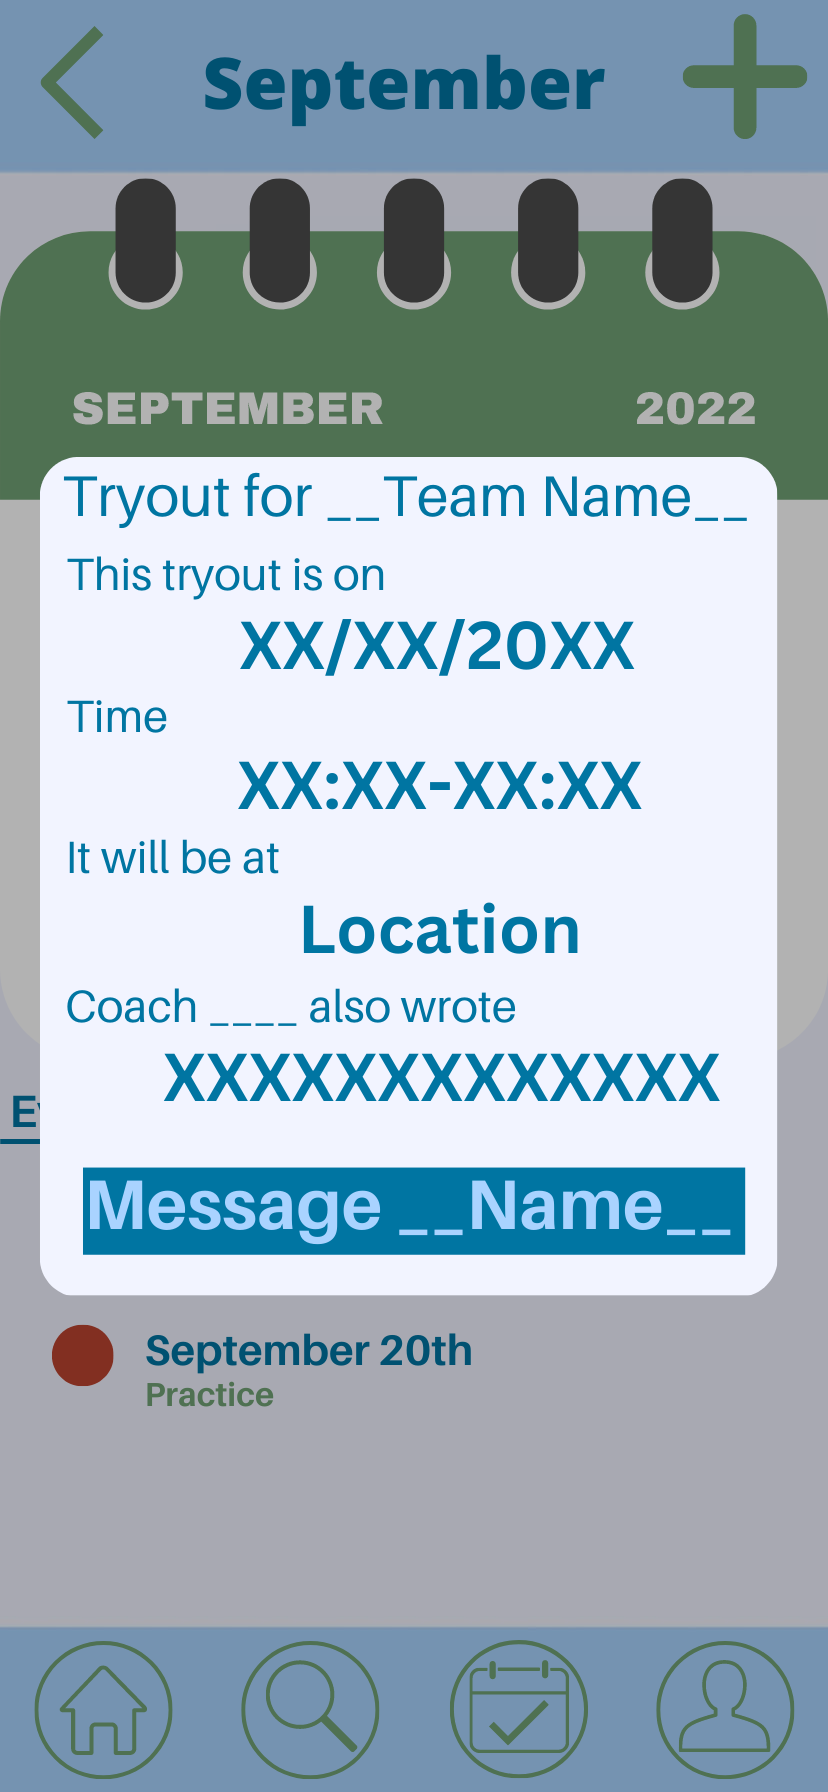 September
SEPTEMBER 2022
Tryout for __Team Name__
This tryout is on
XX/XX/20XX
Time
XX:XX-XX:XX
It will be at
Location
Coach ____ also wrote
XXXXXXXXXXXXX
Message __Name__
September 20th
Practice